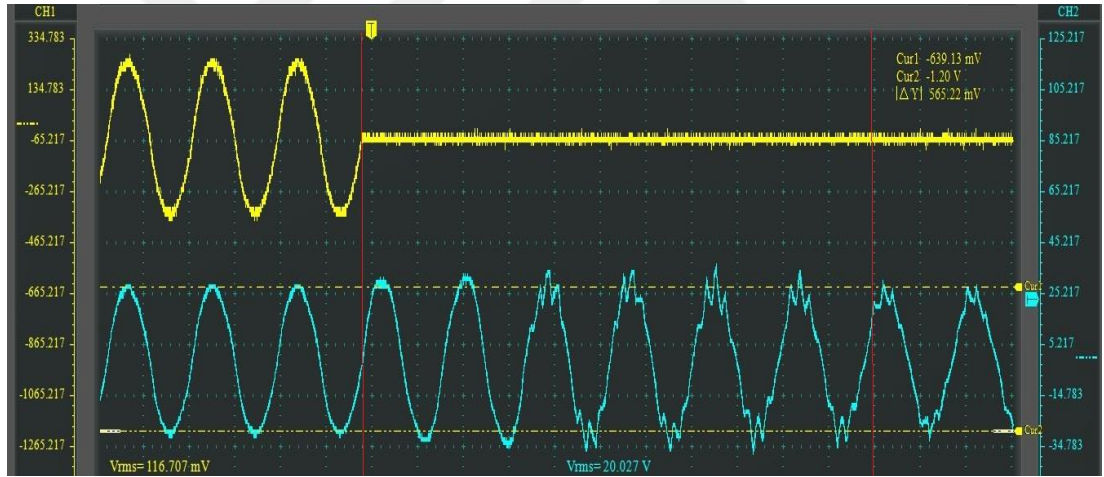 CH1
CH2
T
334.783
134.783
-65.217
-265.217
-465.217
-665.217
-865.217
-1065.217
-1265.217
Cur1 -639.13 mV
Cur2 -1.20 V
|△Y| 565.22 mV
125.217
105.217
85.217
65.217
45.217
25.217
5.217
-14.783
-34.783
Cur2
Vrms=116.707 mV
Vrms=20.027 V